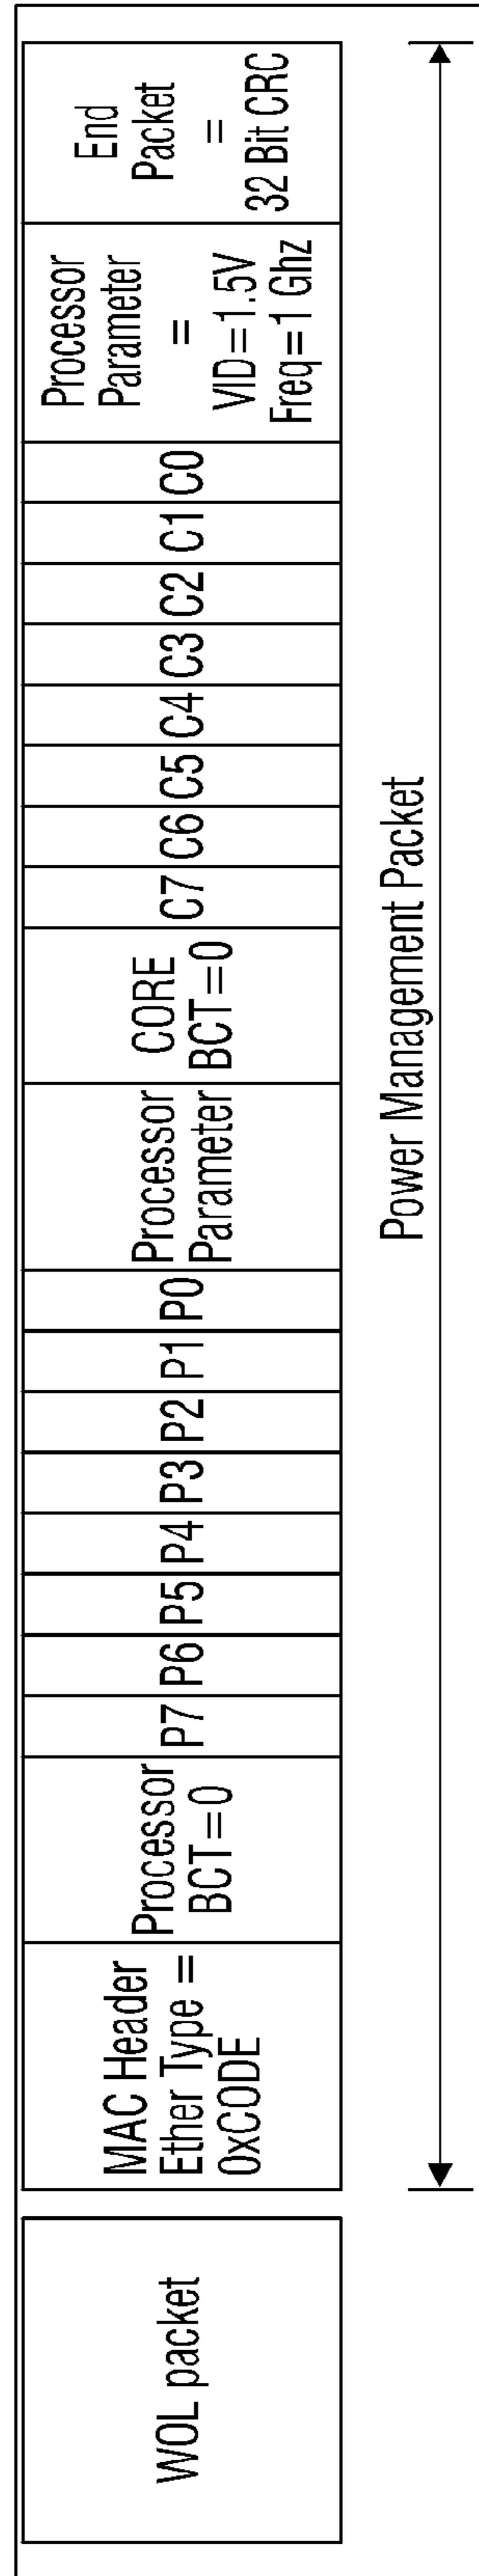 WOL packet
MAC Header
Ether Type =
0xCODE
Processor
BCT=0
P7
P6
P5
P4
P3
P2
P1
P0
Processor
Parameter
CORE
BCT=0
C7
C6
C5
C4
C3
C2
C1
C0
Processor
Parameter
=
VID=1.5V
Freq=1 Ghz
End
Packet
=
32 Bit CRC
Power Management Packet